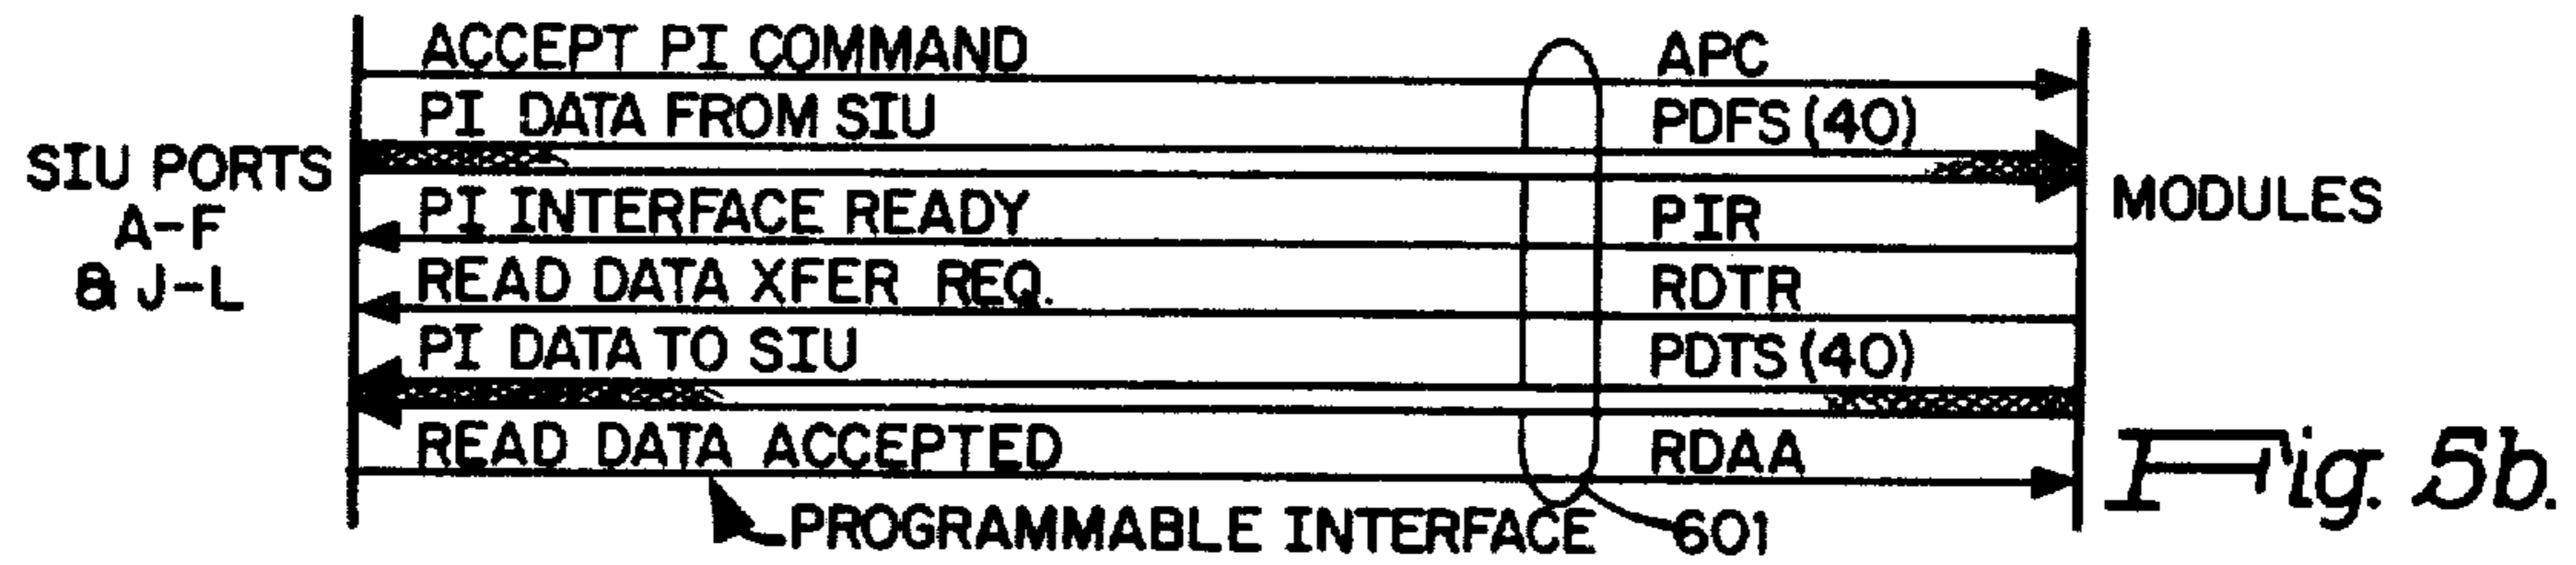 ACCEPT PI COMMAND APC
PI DATA FROM SIU PDFS (40)
SIU PORTS
A-F
& J-L
PI INTERFACE READY PIR
MODULES
READ DATA XFER REQ. RDTR
PI DATA TO SIU PDTS (40)
READ DATA ACCEPTED RDAA
PROGRAMMABLE INTERFACE 601
Fig. 5b.